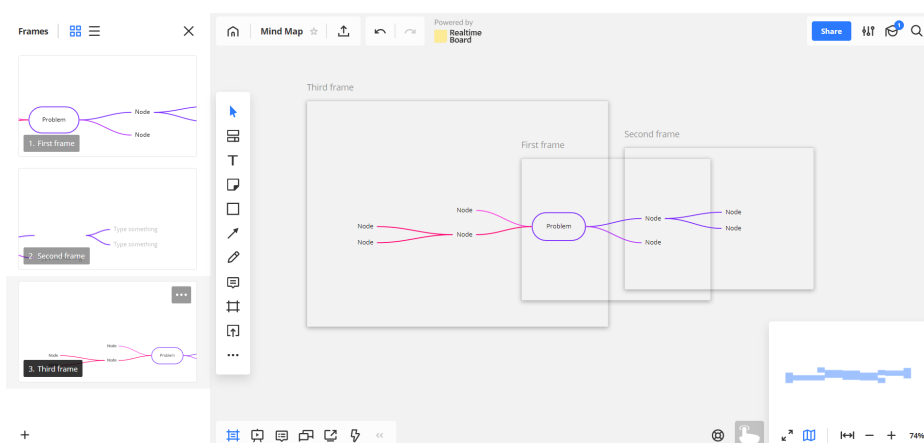 Frames
Mind Map
Powered by
Realtime
Board
Share
1
Problem
Node
Node
1. First frame
Type something
Type something
2. Second frame
Node
Node
Node
Node
Problem
3. Third frame
Third frame
First frame
Second frame
Node
Node
Node
Node
Problem
Node
Node
Node
Node
74%